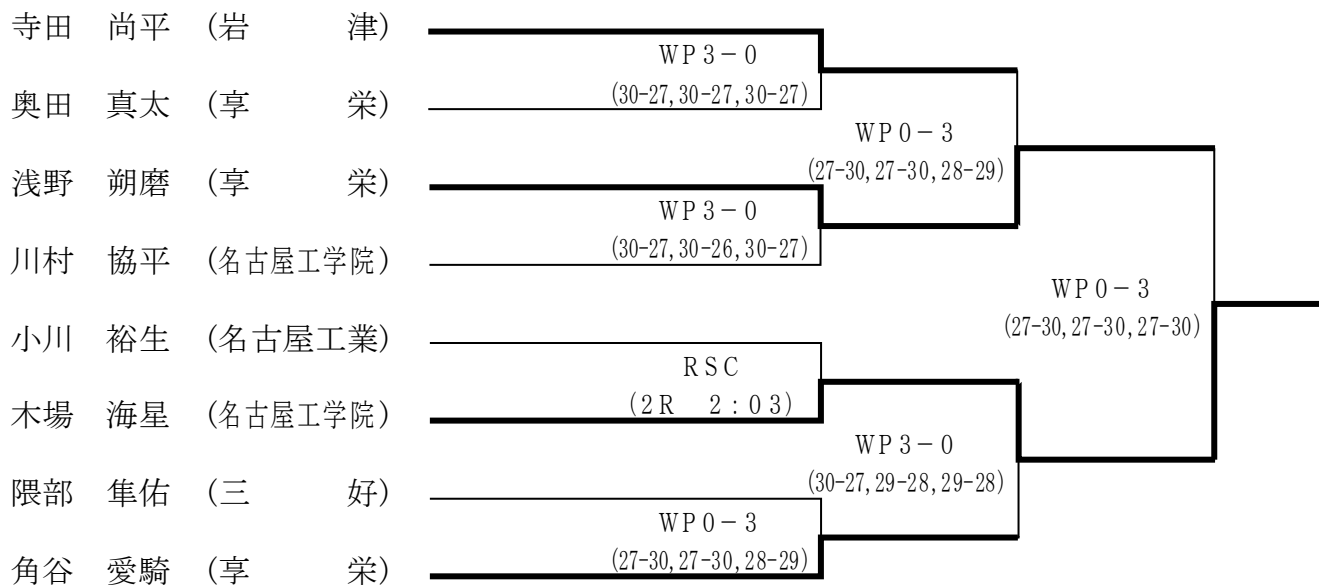 寺田 尚平 (岩 津)
WP3-0
(30-27,30-27,30-27)
奥田 真太 (享 栄)
WP0-3
(27-30,27-30,28-29)
浅野 朔磨 (享 栄)
WP3-0
(30-27,30-26,30-27)
川村 協平 (名古屋工学院)
WP0-3
(27-30,27-30,27-30)
小川 裕生 (名古屋工業)
RSC
(2R 2:03)
木場 海星 (名古屋工学院)
WP3-0
(30-27,29-28,29-28)
隈部 隼佑 (三 好)
WP0-3
(27-30,27-30,28-29)
角谷 愛騎 (享 栄)